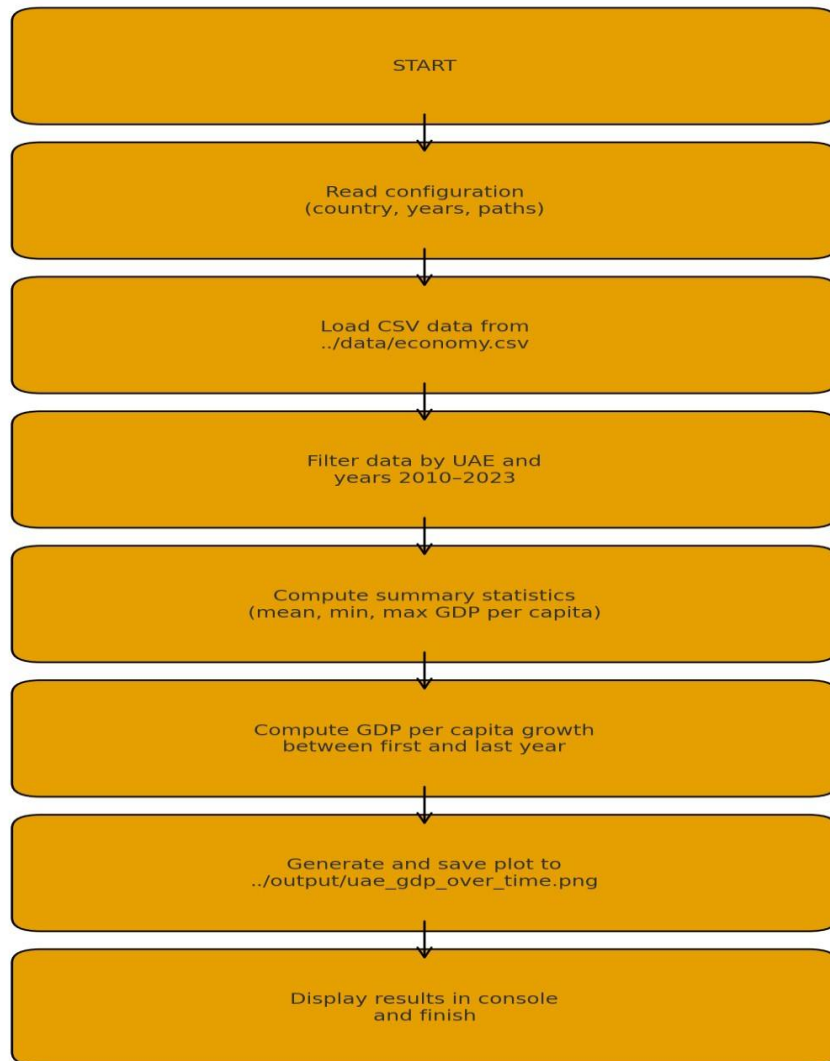 START
Read configuration
(country, years, paths)
Load CSV data from
../data/economy.csv
Filter data by UAE and
years 2010–2023
Compute summary statistics
(mean, min, max GDP per capita)
Compute GDP per capita growth
between first and last year
Generate and save plot to
../output/uae_gdp_over_time.png
Display results in console
and finish